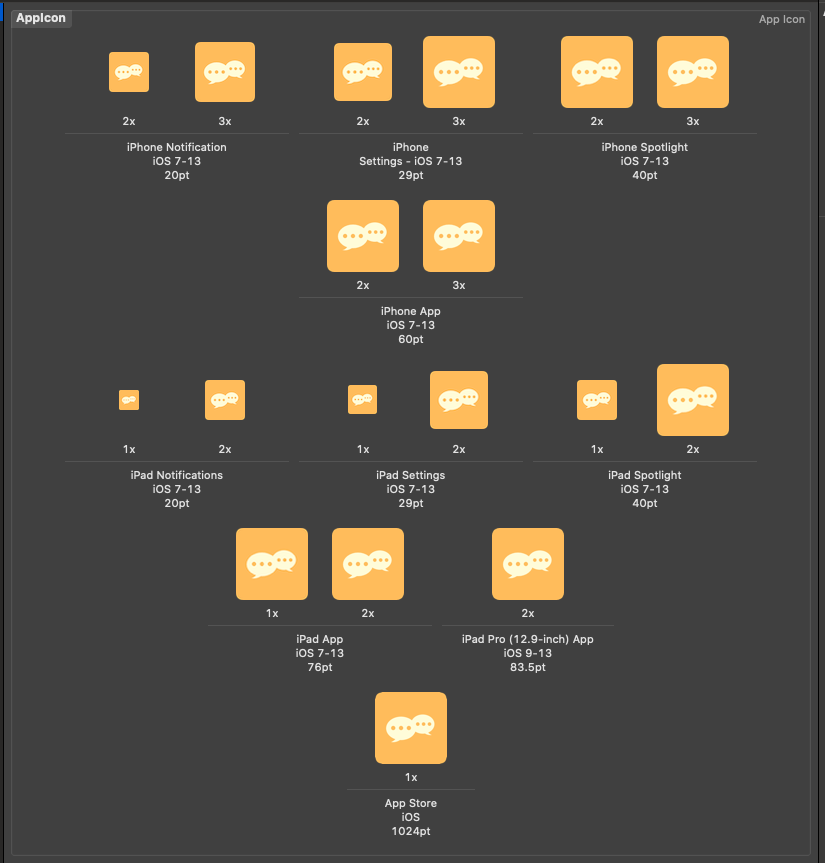 AppIcon
App Icon
2x 3x 2x 3x 2x 3x
iPhone Notification
iOS 7-13
20pt
iPhone
Settings - iOS 7-13
29pt
iPhone Spotlight
iOS 7-13
40pt
2x 3x
iPhone App
iOS 7-13
60pt
1x 2x 1x 2x 1x 2x
iPad Notifications
iOS 7-13
20pt
iPad Settings
iOS 7-13
29pt
iPad Spotlight
iOS 7-13
40pt
1x 2x 2x
iPad App
iOS 7-13
76pt
iPad Pro (12.9-inch) App
iOS 9-13
83.5pt
1x
App Store
iOS
1024pt